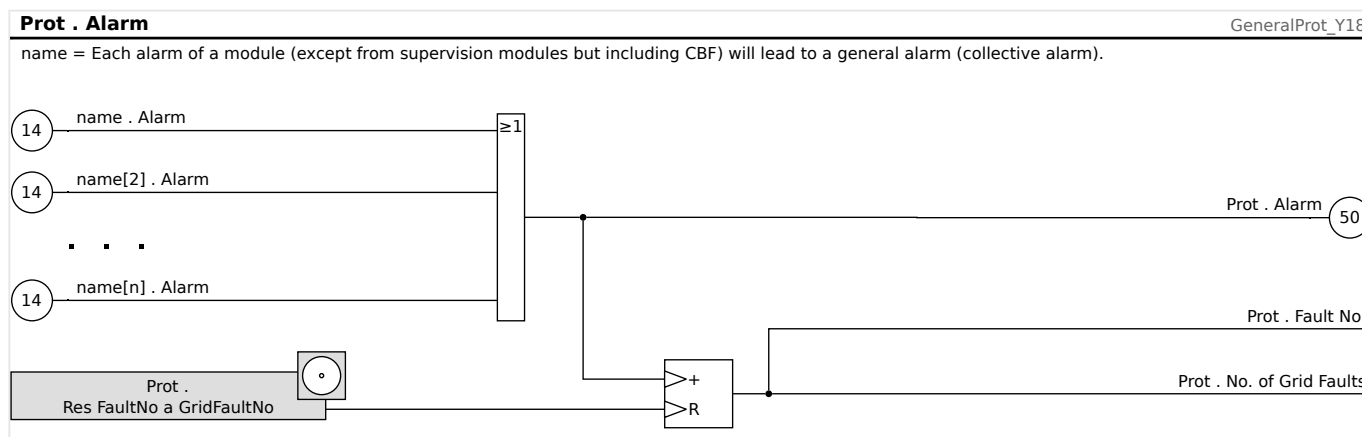 Prot . Alarm
GeneralProt_Y18
name = Each alarm of a module (except from supervision modules but including CBF) will lead to a general alarm (collective alarm).
14
name . Alarm
≥1
14
name[2] . Alarm
Prot . Alarm
50
. . .
14
name[n] . Alarm
Prot . Fault No
Prot .
Res FaultNo a GridFaultNo
+
R
Prot . No. of Grid Faults